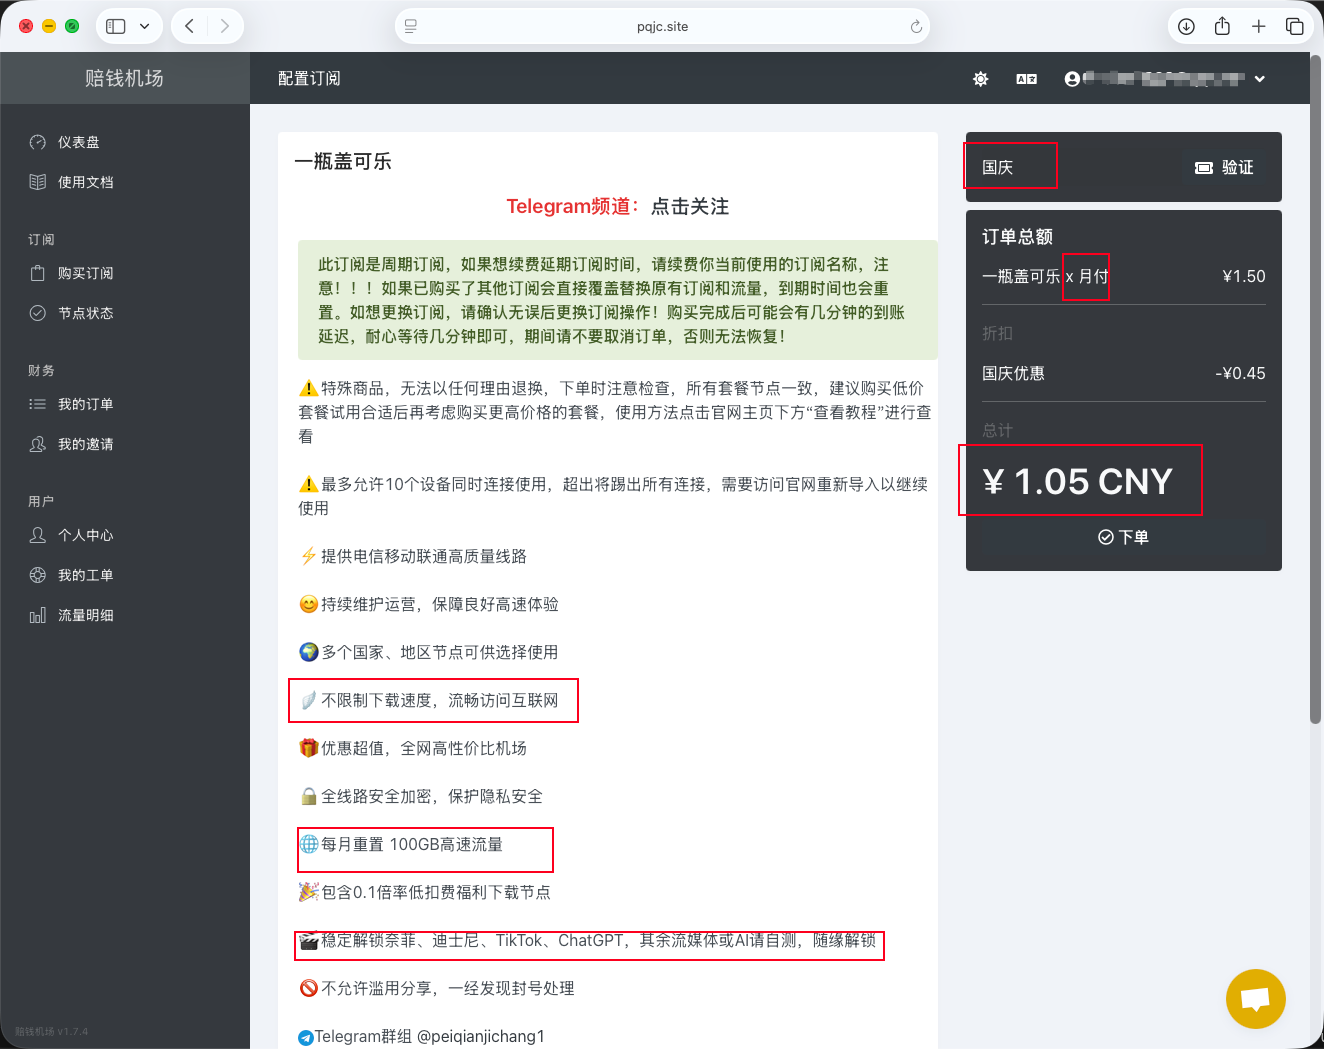 pqjc.site
赔钱机场
配置订阅
仪表盘
使用文档
订阅
购买订阅
节点状态
财务
我的订单
我的邀请
用户
个人中心
我的工单
流量明细
赔钱机场 v1.7.4
一瓶盖可乐
Telegram频道：点击关注
此订阅是周期订阅，如果想续费延期订阅时间，请续费你当前使用的订阅名称，注
意！！！如果已购买了其他订阅会直接覆盖替换原有订阅和流量，到期时间也会重
置。如想更换订阅，请确认无误后更换订阅操作！购买完成后可能会有几分钟的到账
延迟，耐心等待几分钟即可，期间请不要取消订单，否则无法恢复！
⚠️特殊商品，无法以任何理由退换，下单时注意检查，所有套餐节点一致，建议购买低价
套餐试用合适后再考虑购买更高价格的套餐，使用方法点击官网主页下方“查看教程”进行查
看
⚠️最多允许10个设备同时连接使用，超出将踢出所有连接，需要访问官网重新导入以继续
使用
⚡提供电信移动联通高质量线路
😊持续维护运营，保障良好高速体验
🌍多个国家、地区节点可供选择使用
🪽不限制下载速度，流畅访问互联网
🎁优惠超值，全网高性价比机场
🔒全线路安全加密，保护隐私安全
🌐每月重置 100GB高速流量
🎉包含0.1倍率低扣费福利下载节点
🎬稳定解锁奈菲、迪士尼、TikTok、ChatGPT，其余流媒体或AI请自测，随缘解锁
🚫不允许滥用分享，一经发现封号处理
Telegram群组 @peiqianjichang1
国庆
验证
订单总额
一瓶盖可乐 x 月付 ¥1.50
折扣
国庆优惠 -¥0.45
总计
¥ 1.05 CNY
下单